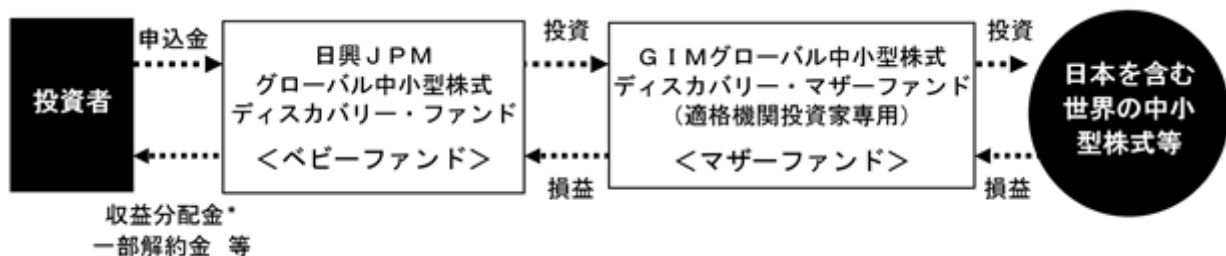 投資者
申込金
収益分配金*
一部解約金 等
日興JPM
グローバル中小型株式
ディスカバリー・ファンド
<ベビーファンド>
投資
損益
GIMグローバル中小型株式
ディスカバリー・マザーファンド
(適格機関投資家専用)
<マザーファンド>
投資
損益
日本を含む
世界の中小
型株式等